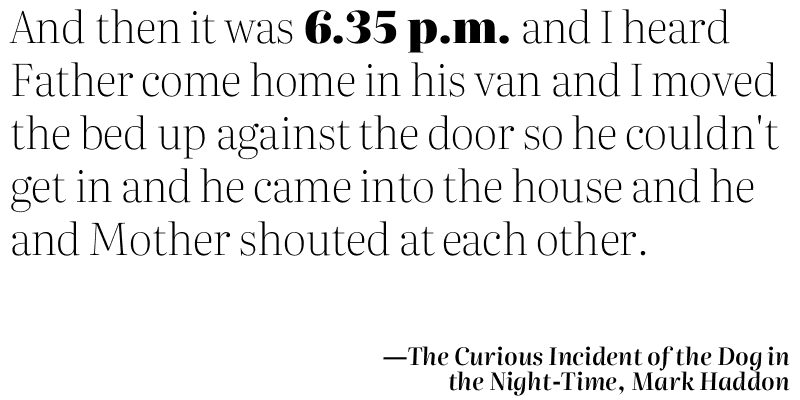 And then it was 6.35 p.m. and I heard
Father come home in his van and I moved
the bed up against the door so he couldn't
get in and he came into the house and he
and Mother shouted at each other.
—The Curious Incident of the Dog in
the Night-Time, Mark Haddon